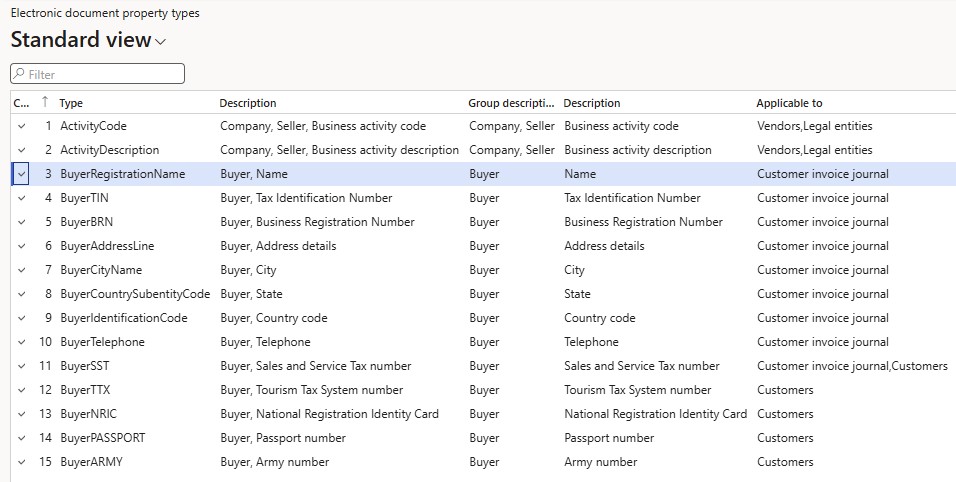 Electronic document property types
Standard view
Filter
C... ↑ Type Description Group descripti... Description Applicable to
1 ActivityCode Company, Seller, Business activity code Company, Seller Business activity code Vendors,Legal entities
2 ActivityDescription Company, Seller, Business activity description Company, Seller Business activity description Vendors,Legal entities
3 BuyerRegistrationName Buyer, Name Buyer Name Customer invoice journal
4 BuyerTIN Buyer, Tax Identification Number Buyer Tax Identification Number Customer invoice journal
5 BuyerBRN Buyer, Business Registration Number Buyer Business Registration Number Customer invoice journal
6 BuyerAddressLine Buyer, Address details Buyer Address details Customer invoice journal
7 BuyerCityName Buyer, City Buyer City Customer invoice journal
8 BuyerCountrySubentityCode Buyer, State Buyer State Customer invoice journal
9 BuyerIdentificationCode Buyer, Country code Buyer Country code Customer invoice journal
10 BuyerTelephone Buyer, Telephone Buyer Telephone Customer invoice journal
11 BuyerSST Buyer, Sales and Service Tax number Buyer Sales and Service Tax number Customer invoice journal,Customers
12 BuyerTTX Buyer, Tourism Tax System number Buyer Tourism Tax System number Customers
13 BuyerNRIC Buyer, National Registration Identity Card Buyer National Registration Identity Card Customers
14 BuyerPASSPORT Buyer, Passport number Buyer Passport number Customers
15 BuyerARMY Buyer, Army number Buyer Army number Customers